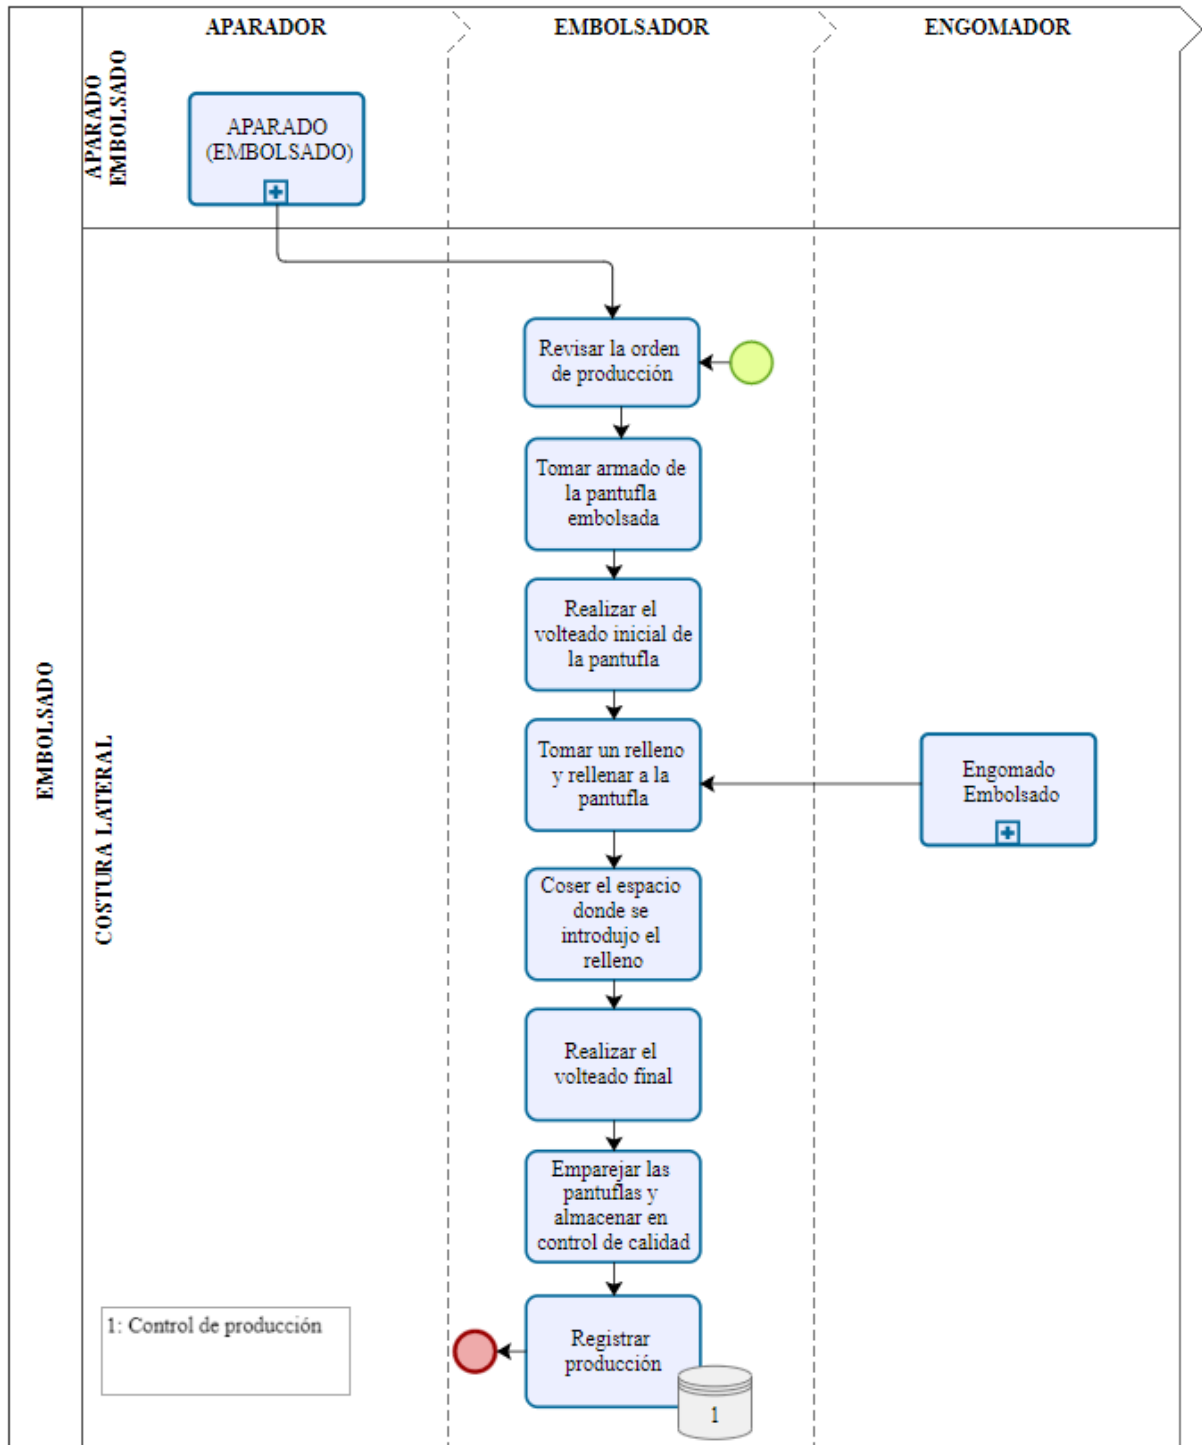 APARADOR
EMBOLSADOR
ENGOMADOR
EMBOLSADO
APARADO
EMBOLSADO
APARADO
(EMBOLSADO)
COSTURA LATERAL
Revisar la orden
de producción
Tomar armado de
la pantufla
embolsada
Realizar el
volteado inicial de
la pantufla
Tomar un relleno
y rellenar a la
pantufla
Engomado
Embolsado
Coser el espacio
donde se
introdujo el
relleno
Realizar el
volteado final
Emparejar las
pantuflas y
almacenar en
control de calidad
Registrar
producción
1
1: Control de producción